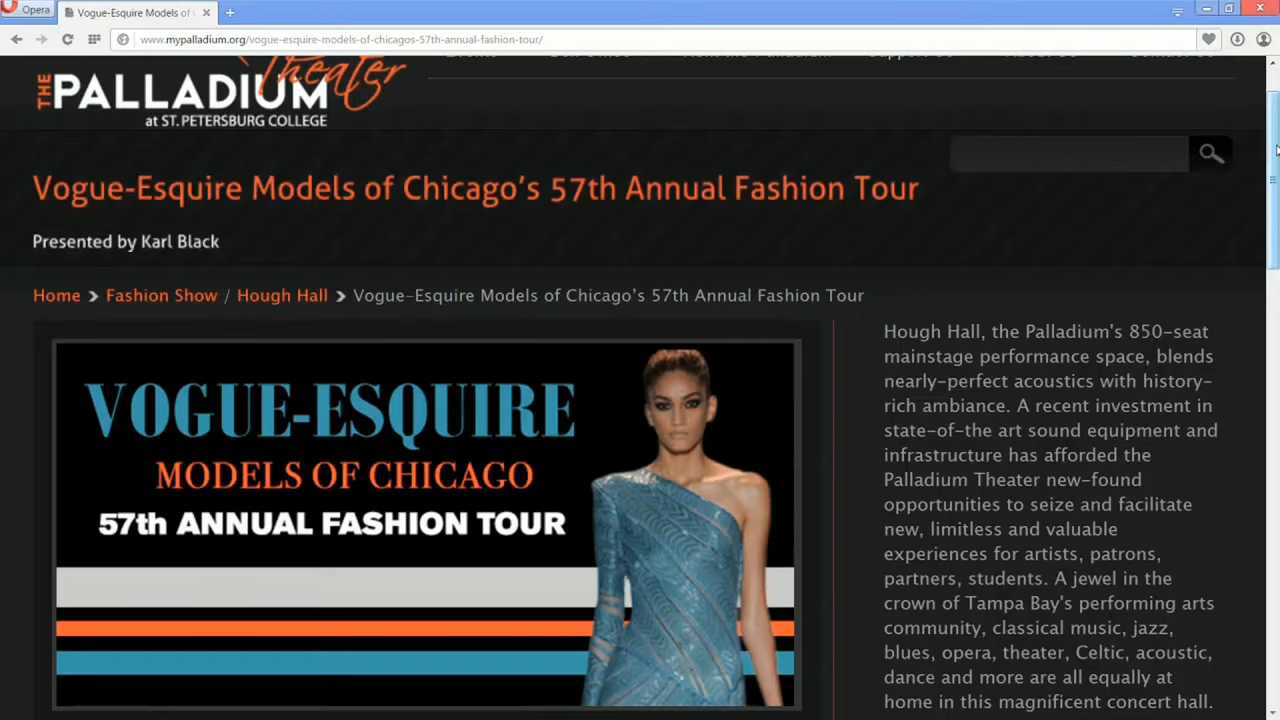 Opera
Vogue-Esquire Models of
www.mypalladium.org/vogue-esquire-models-of-chicagos-57th-annual-fashion-tour/
THE PALLADIUM Theater
at ST. PETERSBURG COLLEGE
Vogue-Esquire Models of Chicago's 57th Annual Fashion Tour
Presented by Karl Black
Home > Fashion Show / Hough Hall > Vogue-Esquire Models of Chicago's 57th Annual Fashion Tour
VOGUE-ESQUIRE
MODELS OF CHICAGO
57th ANNUAL FASHION TOUR
Hough Hall, the Palladium's 850-seat
mainstage performance space, blends
nearly-perfect acoustics with history-
rich ambiance. A recent investment in
state-of-the art sound equipment and
infrastructure has afforded the
Palladium Theater new-found
opportunities to seize and facilitate
new, limitless and valuable
experiences for artists, patrons,
partners, students. A jewel in the
crown of Tampa Bay's performing arts
community, classical music, jazz,
blues, opera, theater, Celtic, acoustic,
dance and more are all equally at
home in this magnificent concert hall.